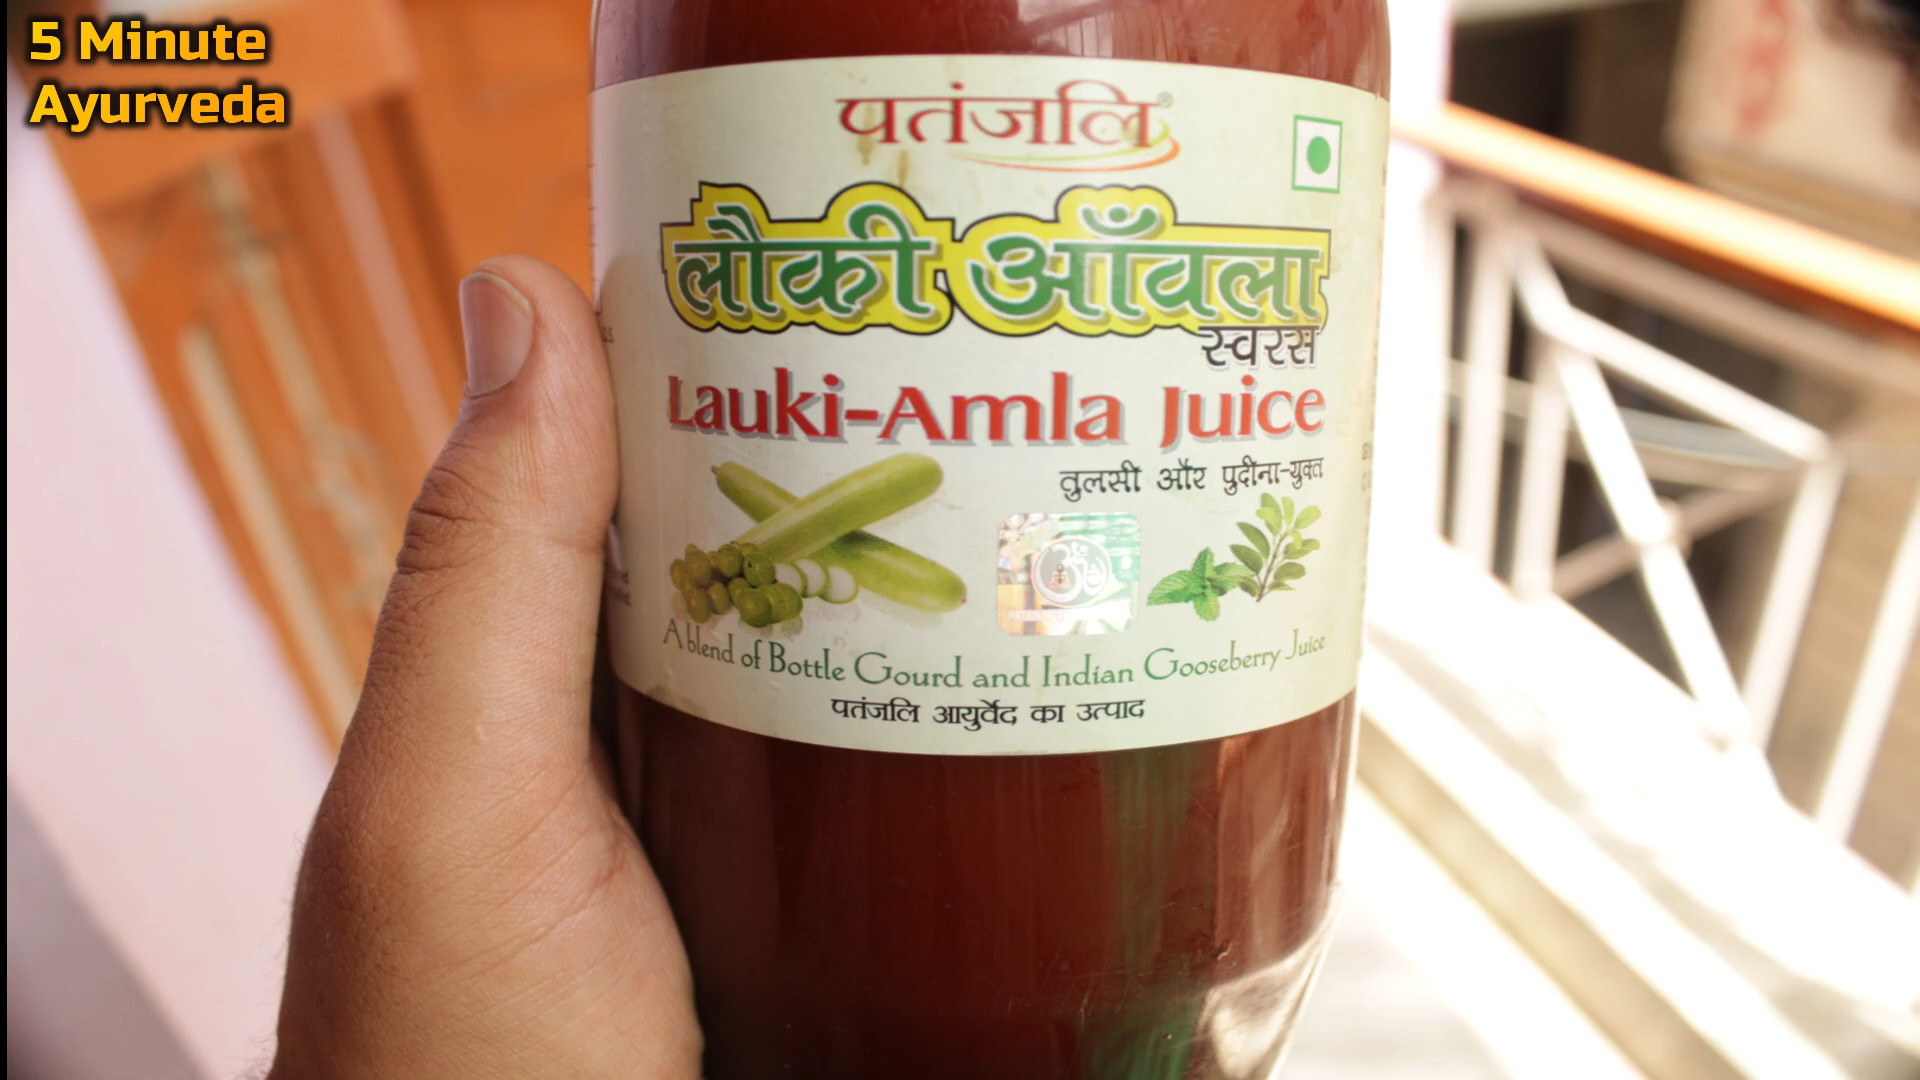 5 Minute
Ayurveda
पतंजलि®
लौकी आँवला
स्वरस
Lauki-Amla Juice
तुलसी और पुदीना-युक्त
A blend of Bottle Gourd and Indian Gooseberry Juice
पतंजलि आयुर्वेद का उत्पाद